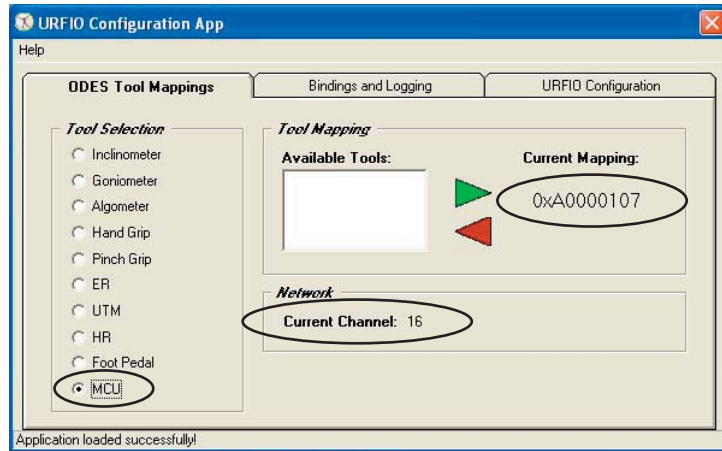 URFIO Configuration App
Help
ODES Tool Mappings
Bindings and Logging
URFIO Configuration
Tool Selection
Inclinometer
Goniometer
Algometer
Hand Grip
Pinch Grip
ER
UTM
HR
Foot Pedal
MCU
Tool Mapping
Available Tools:
Current Mapping:
0xA0000107
Network
Current Channel: 16
Application loaded successfully!